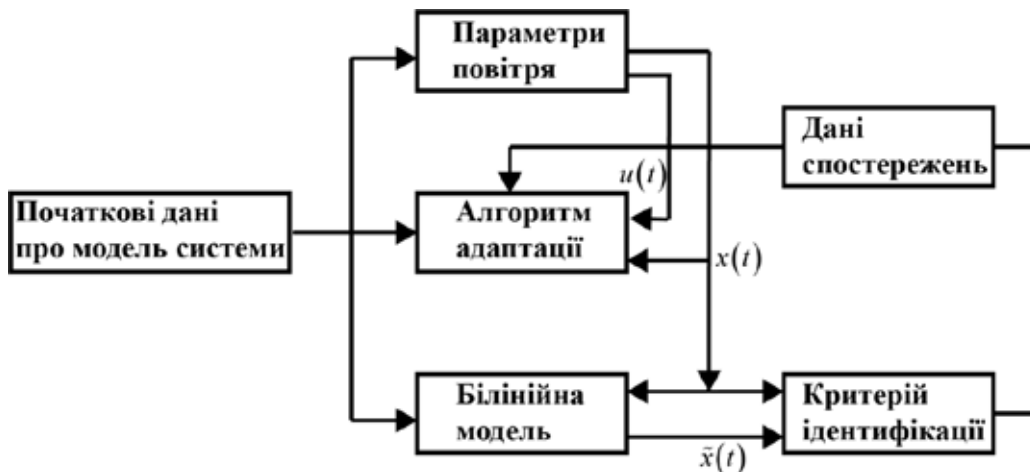 Параметри
повітря
Дані
спостережень
u(t)
Початкові дані
про модель системи
Алгоритм
адаптації
x(t)
Білінійна
модель
Критерій
ідентифікації
x̃(t)